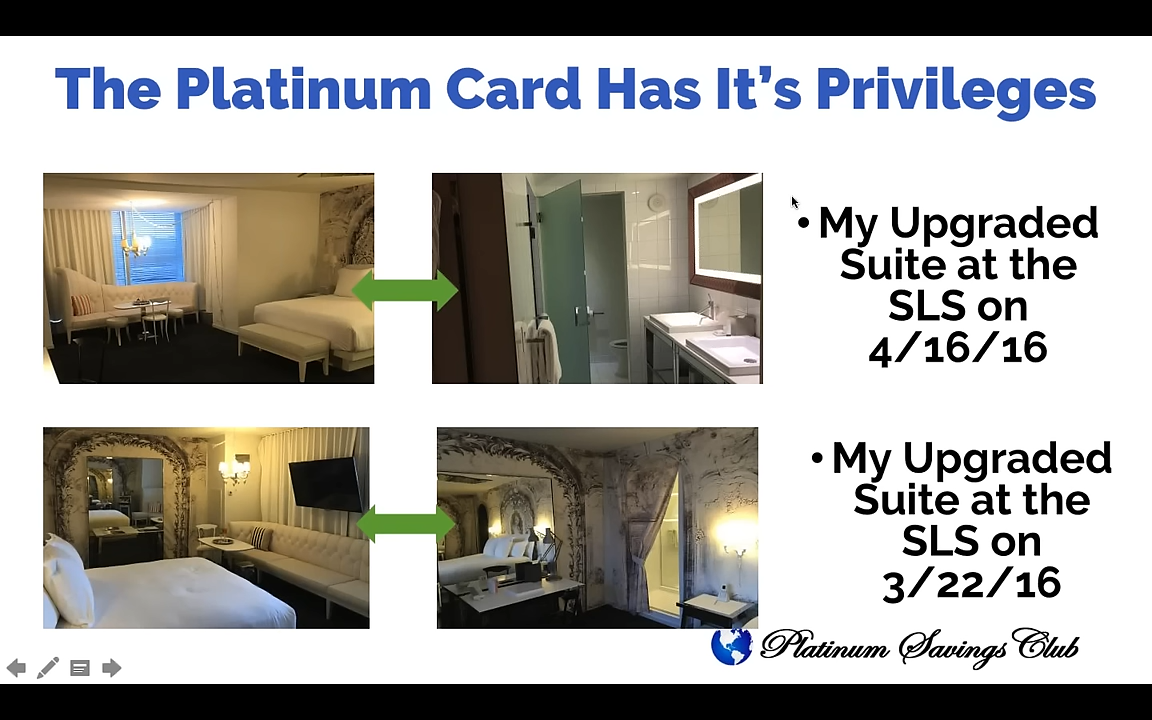 The Platinum Card Has It’s Privileges
• My Upgraded
Suite at the
SLS on
4/16/16
• My Upgraded
Suite at the
SLS on
3/22/16
Platinum Savings Club